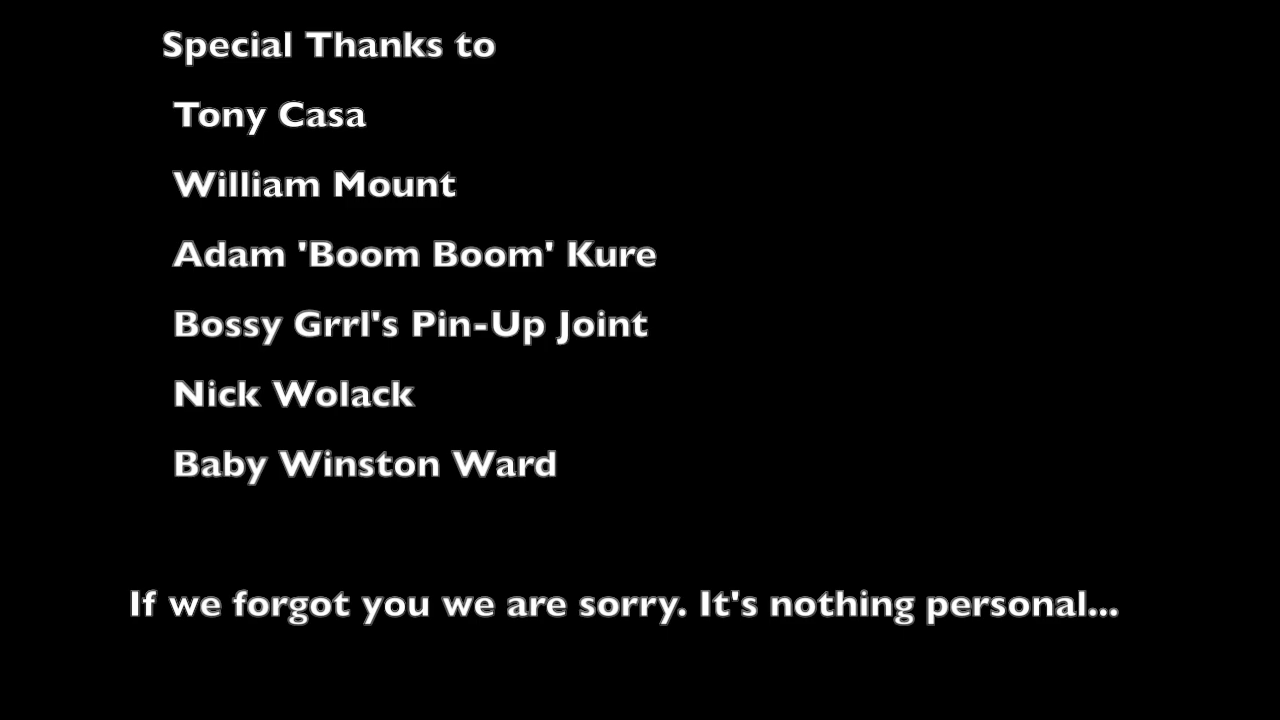 Special Thanks to
Tony Casa
William Mount
Adam 'Boom Boom' Kure
Bossy Grrl's Pin-Up Joint
Nick Wolack
Baby Winston Ward
If we forgot you we are sorry. It's nothing personal...